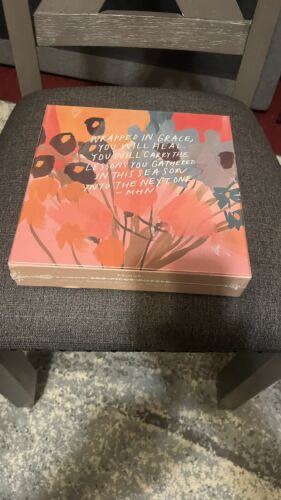 WRAPPED IN GRACE,
YOU WILL HEAL.
YOU WILL CARRY THE
LESSONS YOU GATHERED
IN THIS SEASON
INTO THE NEXT ONE.
- MHN